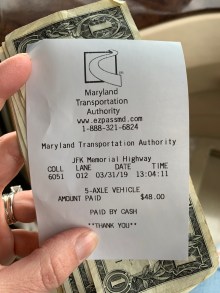 Maryland
Transportation
Authority
www.ezpassmd.com
1-888-321-6824
Maryland Transportation Authority
JFK Memorial Highway
COLL LANE DATE TIME
6051 012 03/31/19 13:04:11
5-AXLE VEHICLE
AMOUNT PAID $48.00
PAID BY CASH
**THANK YOU**